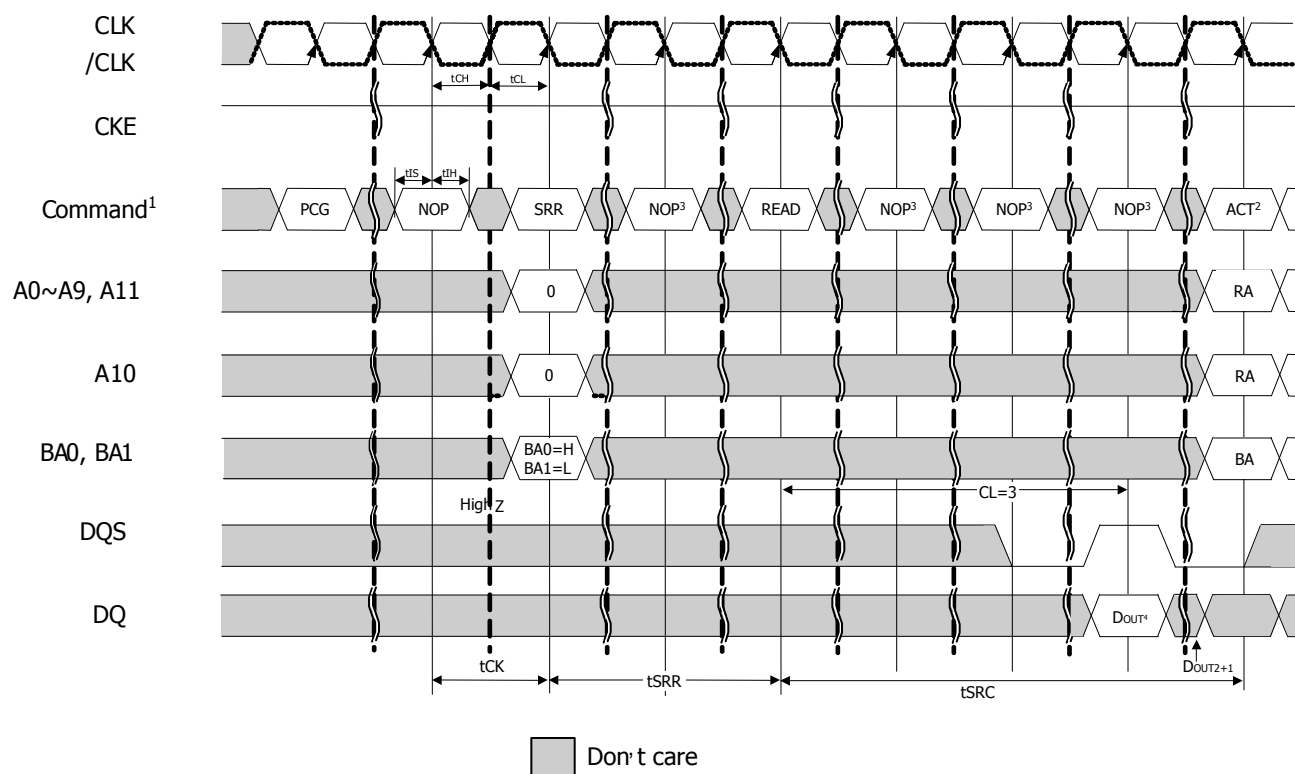 CLK
/CLK
tCH
tCL
CKE
tIS
tIH
Command¹
PCG
NOP
SRR
NOP³
READ
NOP³
NOP³
NOP³
ACT²
A0~A9, A11
0
RA
A10
0
RA
BA0, BA1
BA0=H
BA1=L
BA
CL=3
High Z
DQS
DQ
DOUT⁴
DOUT2+1
tCK
tSRR
tSRC
Don't care